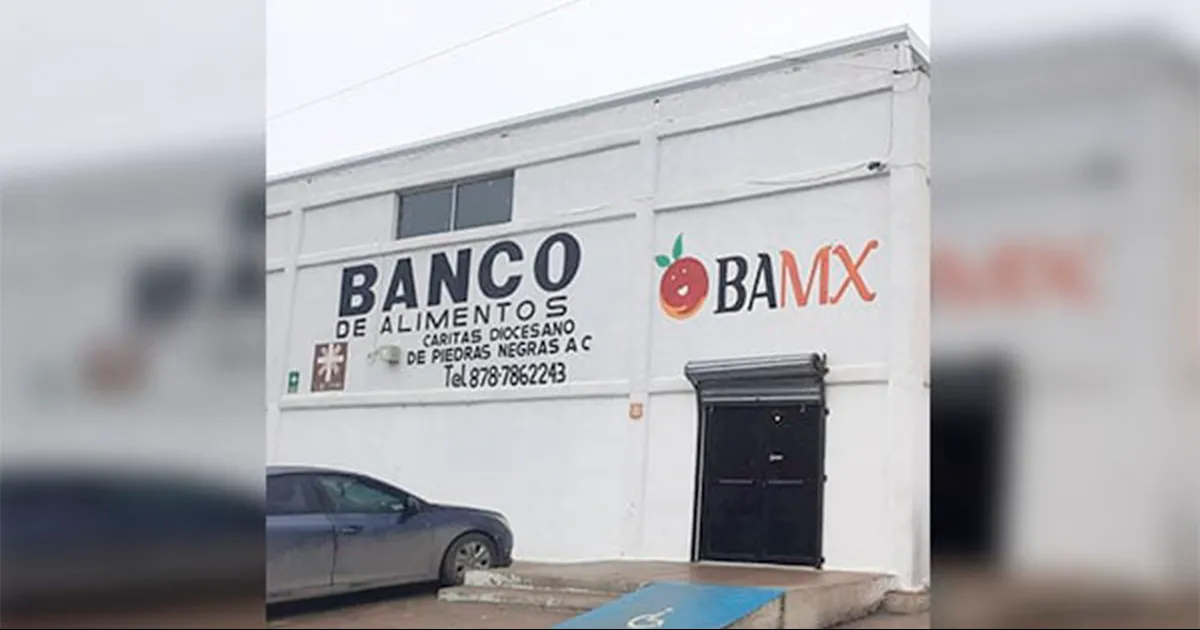 BANCO
DE ALIMENTOS
CARITAS DIOCESANO
DE PIEDRAS NEGRAS A C
Tel 878-7862243
BAMX